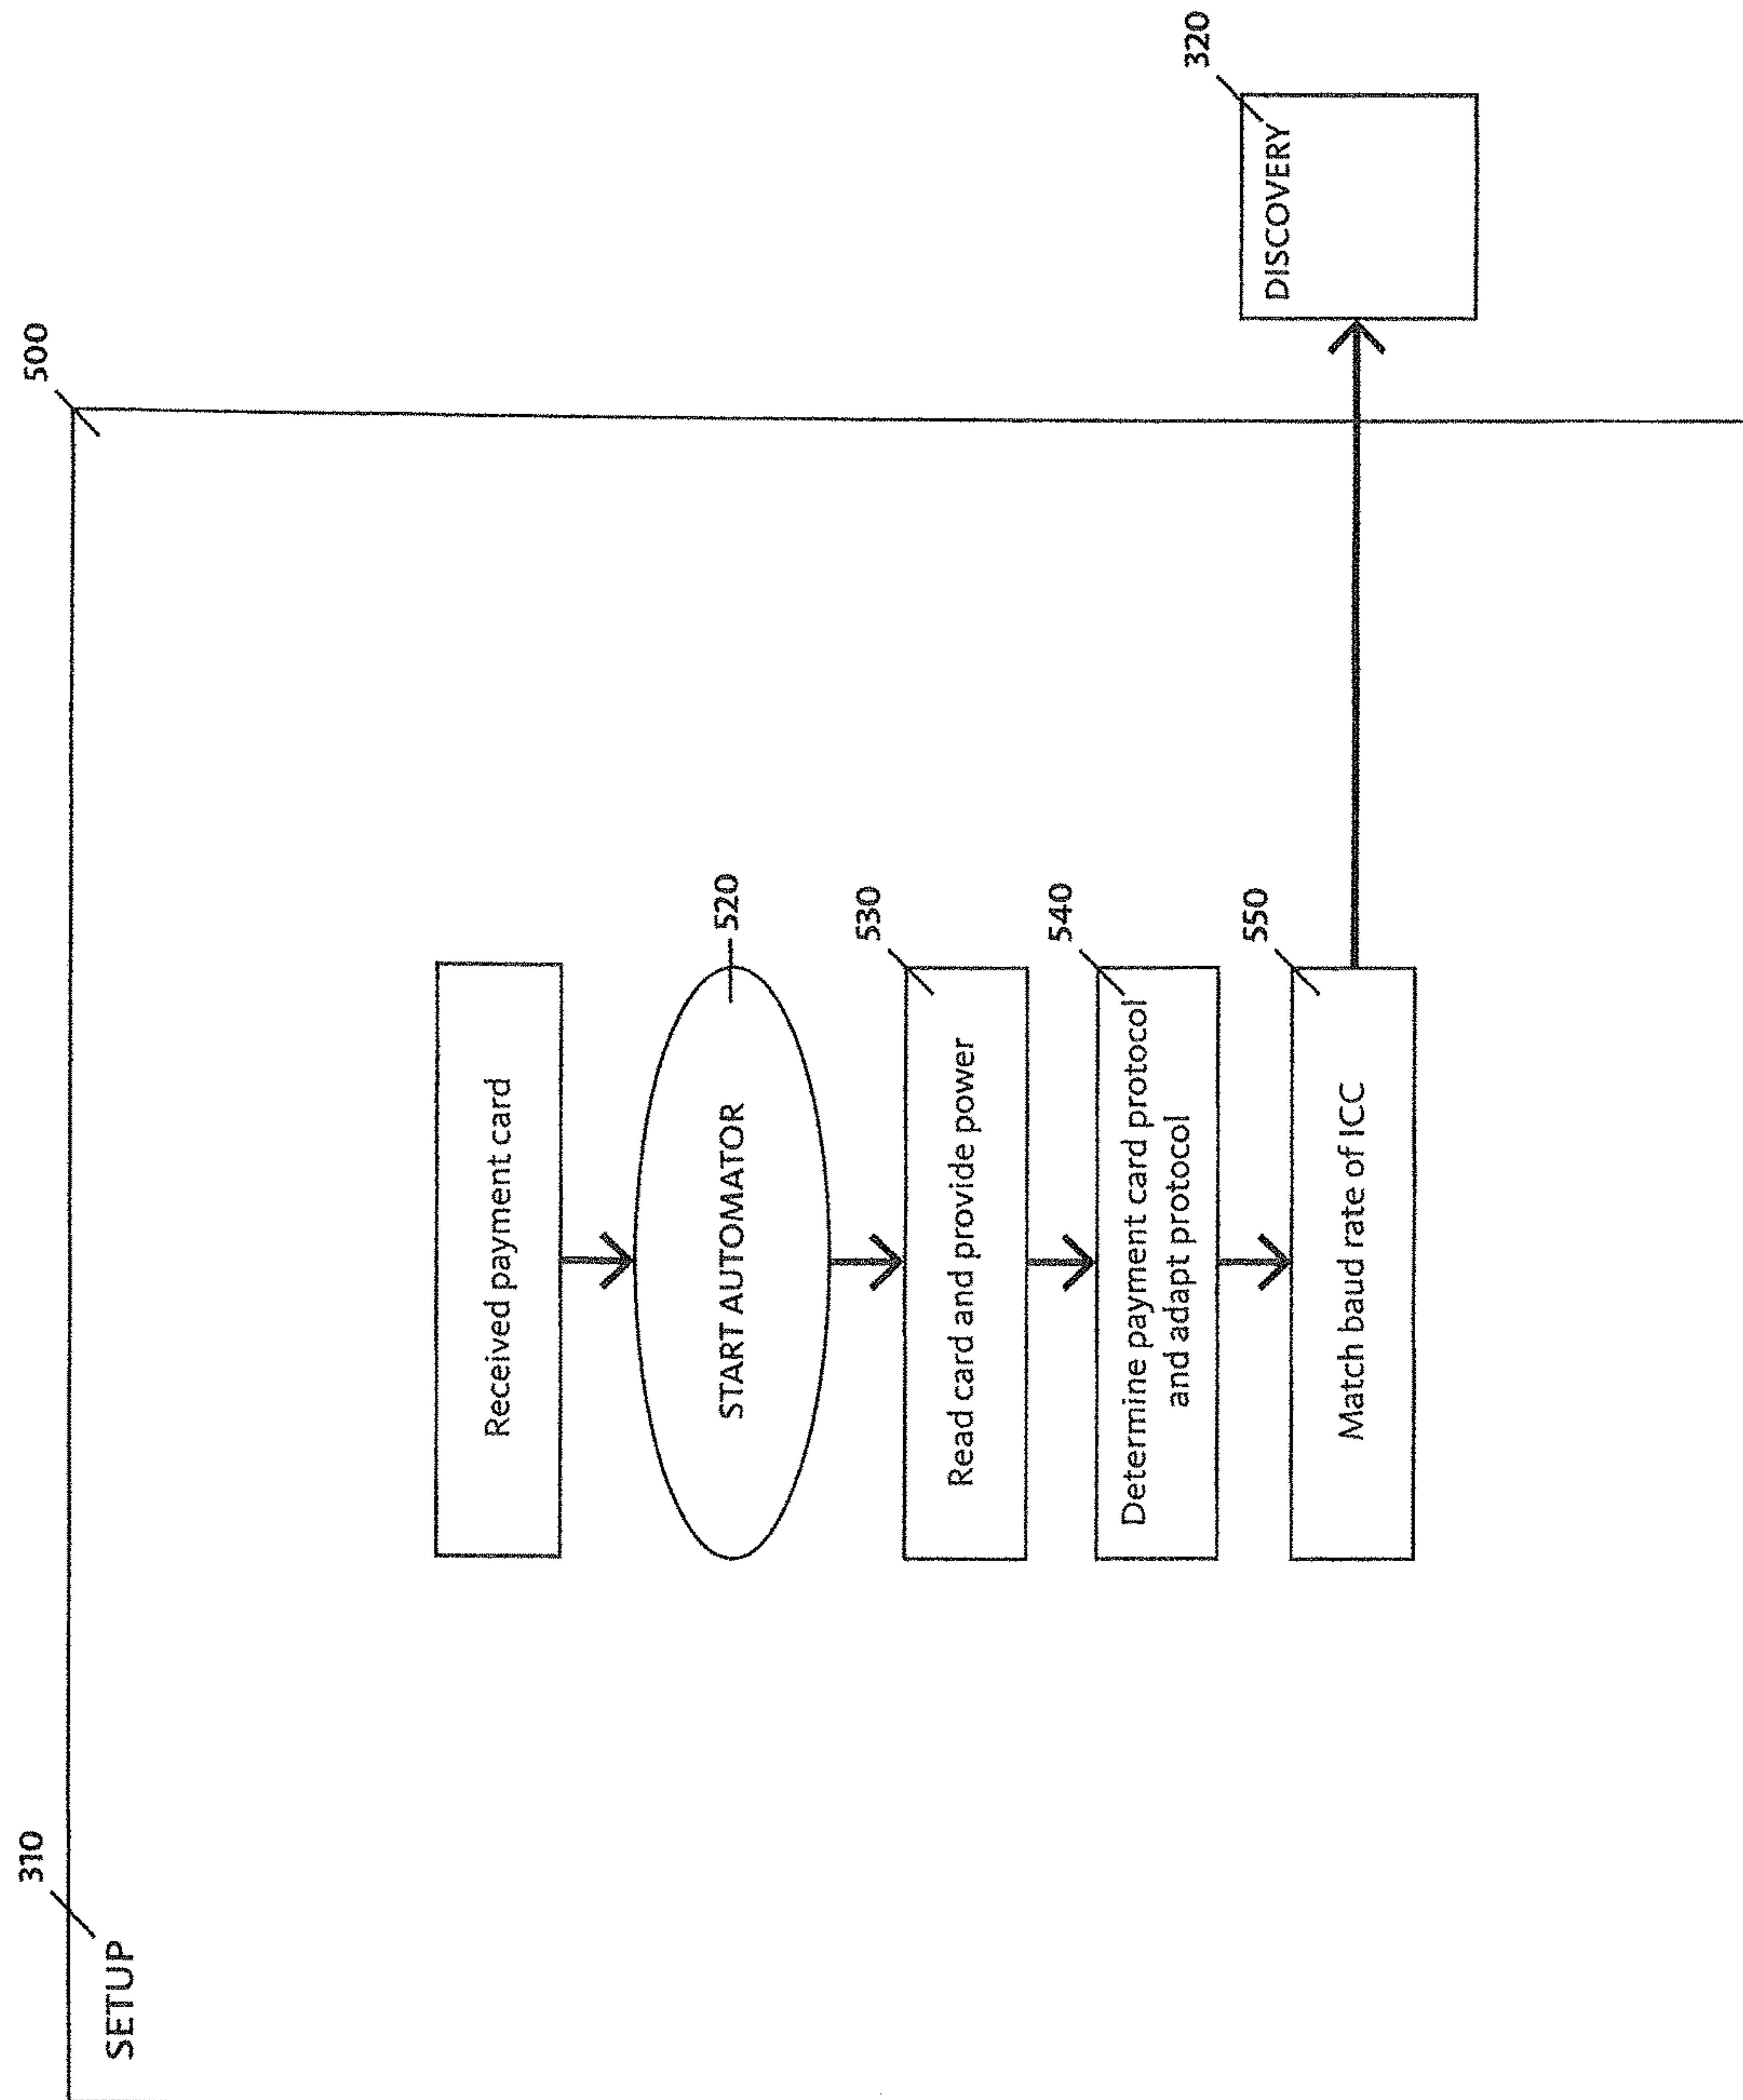 310
SETUP
500
Received payment card
START AUTOMATOR
520
Read card and provide power
530
Determine payment card protocol
and adapt protocol
540
Match baud rate of ICC
550
DISCOVERY
320